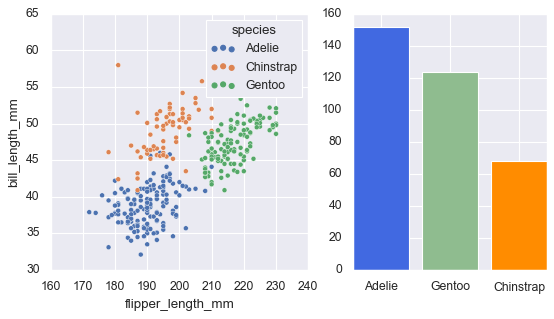 65
60
55
50
45
40
35
30
bill_length_mm
160 170 180 190 200 210 220 230 240
flipper_length_mm
species
Adelie
Chinstrap
Gentoo
160
140
120
100
80
60
40
20
0
Adelie Gentoo Chinstrap